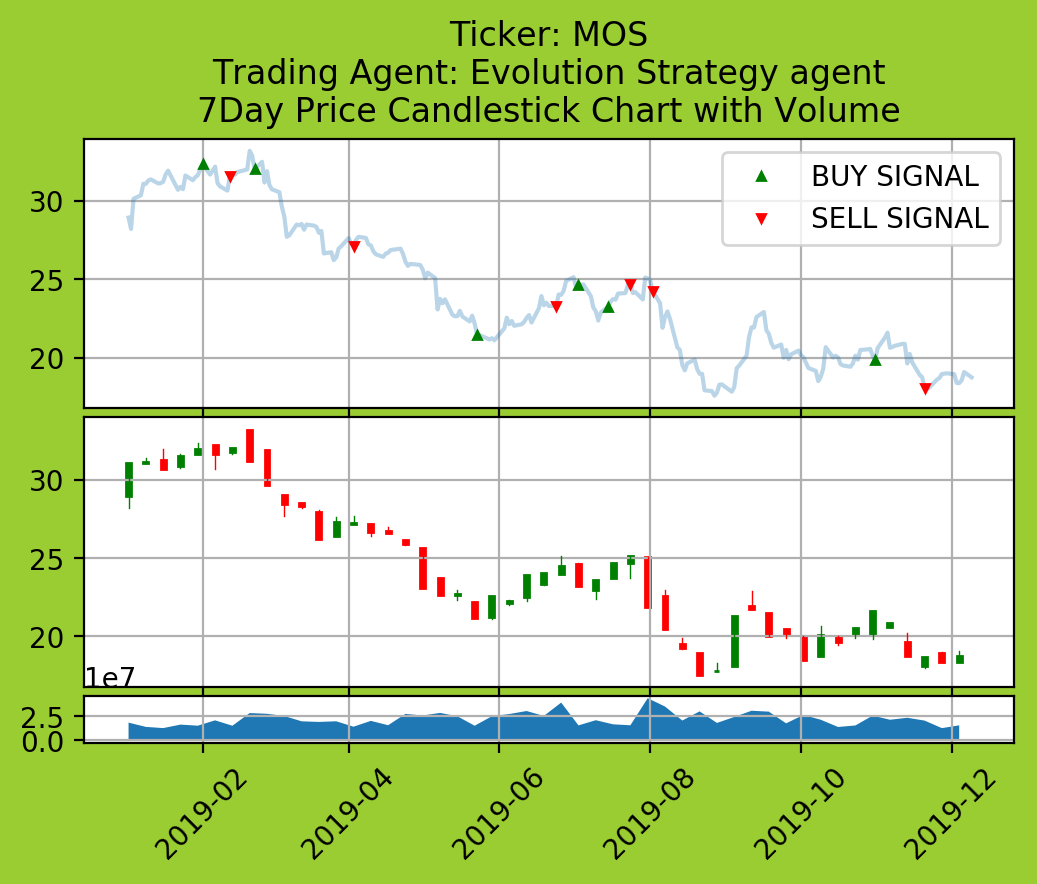 Ticker: MOS
Trading Agent: Evolution Strategy agent
7Day Price Candlestick Chart with Volume
BUY SIGNAL
SELL SIGNAL
30
25
20
30
25
20
1e7
2.5
0.0
2019-02
2019-04
2019-06
2019-08
2019-10
2019-12